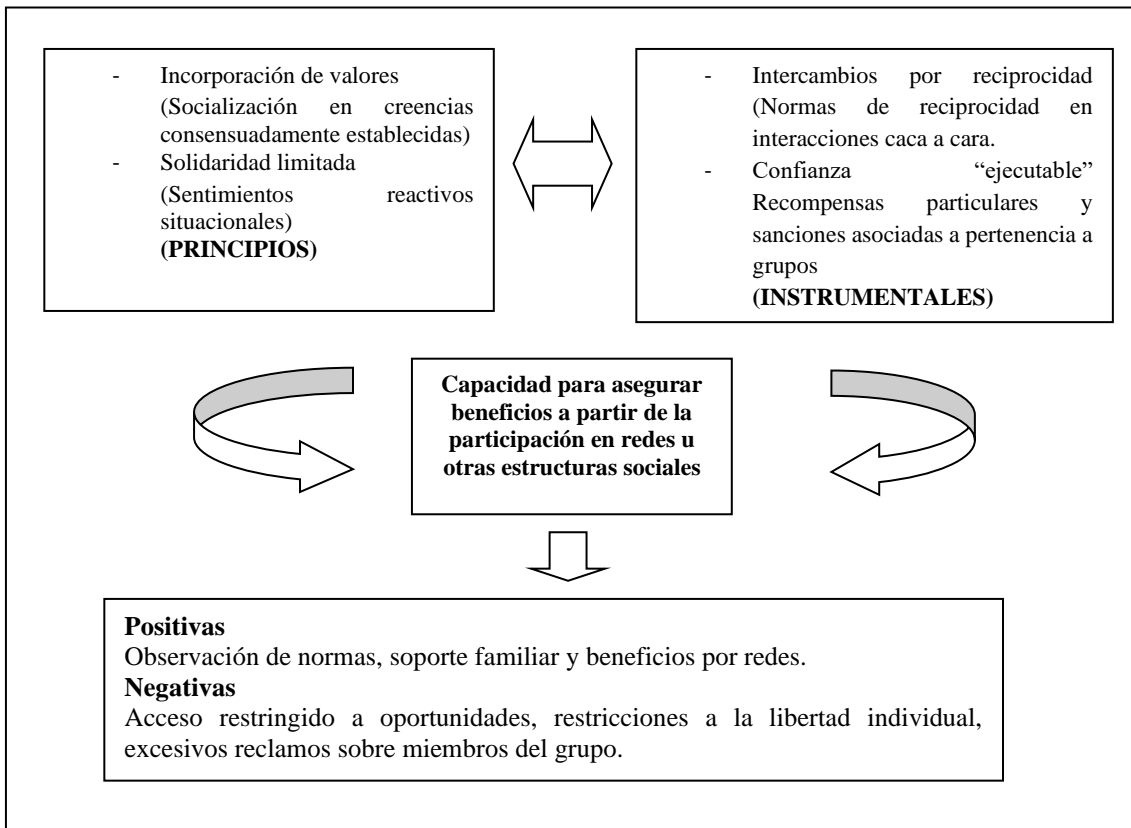 - Incorporación de valores
(Socialización en creencias
consensuadamente establecidas)
- Solidaridad limitada
(Sentimientos reactivos
situacionales)
(PRINCIPIOS)
- Intercambios por reciprocidad
(Normas de reciprocidad en
interacciones caca a cara.
- Confianza “ejecutable”
Recompensas particulares y
sanciones asociadas a pertenencia a
grupos
(INSTRUMENTALES)
Capacidad para asegurar
beneficios a partir de la
participación en redes u
otras estructuras sociales
Positivas
Observación de normas, soporte familiar y beneficios por redes.
Negativas
Acceso restringido a oportunidades, restricciones a la libertad individual,
excesivos reclamos sobre miembros del grupo.